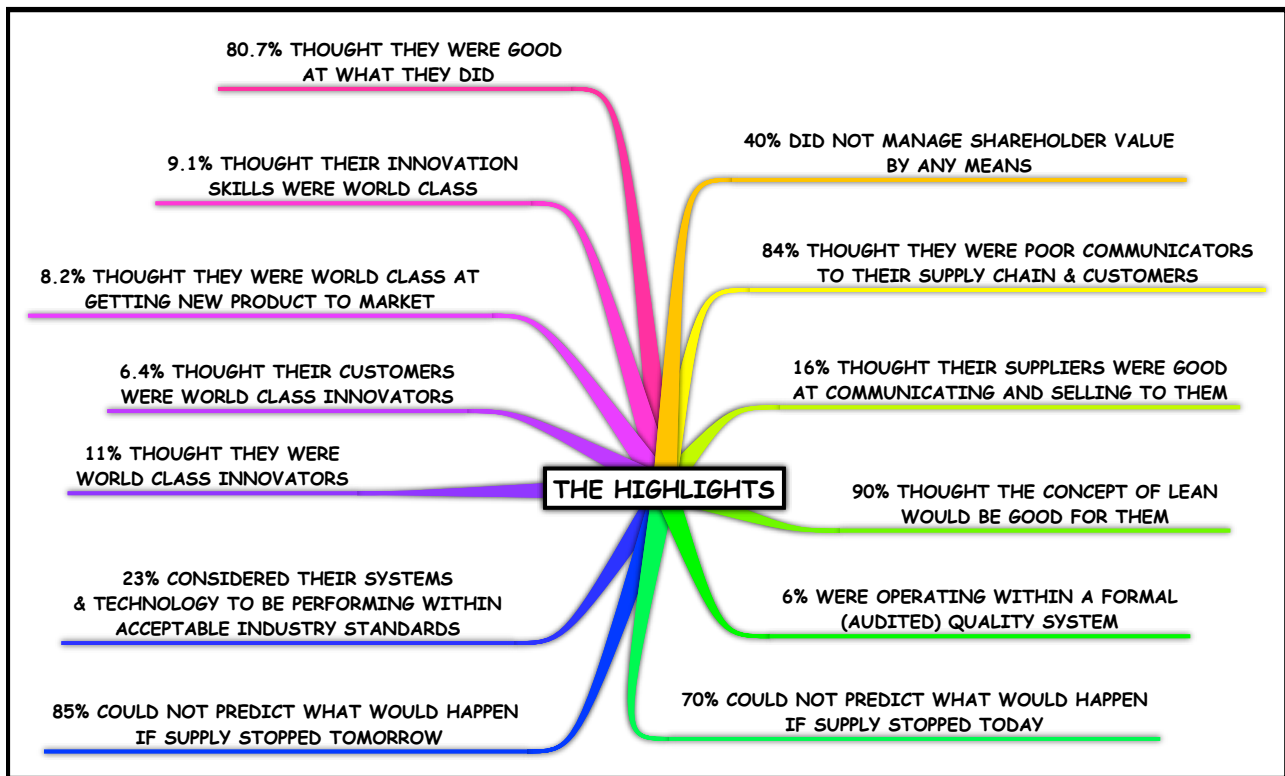 80.7% THOUGHT THEY WERE GOOD
AT WHAT THEY DID
9.1% THOUGHT THEIR INNOVATION
SKILLS WERE WORLD CLASS
8.2% THOUGHT THEY WERE WORLD CLASS AT
GETTING NEW PRODUCT TO MARKET
6.4% THOUGHT THEIR CUSTOMERS
WERE WORLD CLASS INNOVATORS
11% THOUGHT THEY WERE
WORLD CLASS INNOVATORS
23% CONSIDERED THEIR SYSTEMS
& TECHNOLOGY TO BE PERFORMING WITHIN
ACCEPTABLE INDUSTRY STANDARDS
85% COULD NOT PREDICT WHAT WOULD HAPPEN
IF SUPPLY STOPPED TOMORROW
THE HIGHLIGHTS
40% DID NOT MANAGE SHAREHOLDER VALUE
BY ANY MEANS
84% THOUGHT THEY WERE POOR COMMUNICATORS
TO THEIR SUPPLY CHAIN & CUSTOMERS
16% THOUGHT THEIR SUPPLIERS WERE GOOD
AT COMMUNICATING AND SELLING TO THEM
90% THOUGHT THE CONCEPT OF LEAN
WOULD BE GOOD FOR THEM
6% WERE OPERATING WITHIN A FORMAL
(AUDITED) QUALITY SYSTEM
70% COULD NOT PREDICT WHAT WOULD HAPPEN
IF SUPPLY STOPPED TODAY